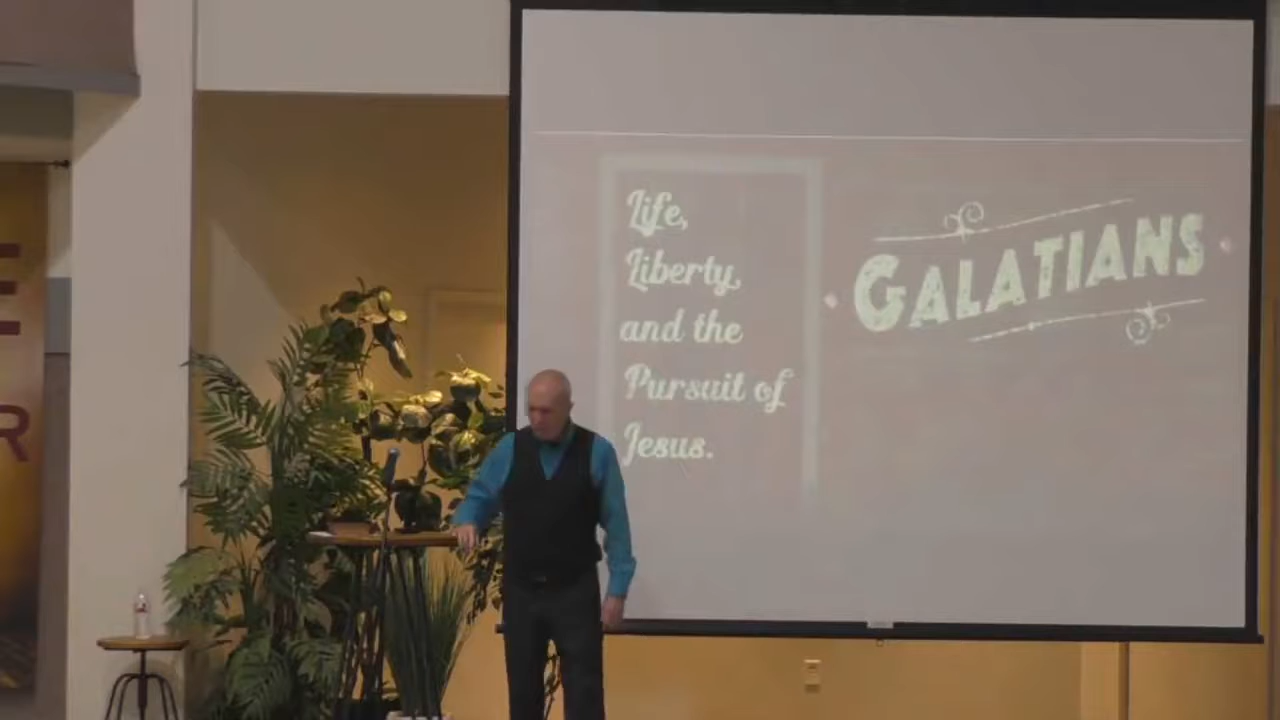 Life,
Liberty,
and the
Pursuit of
Jesus.
GALATIANS
E
R